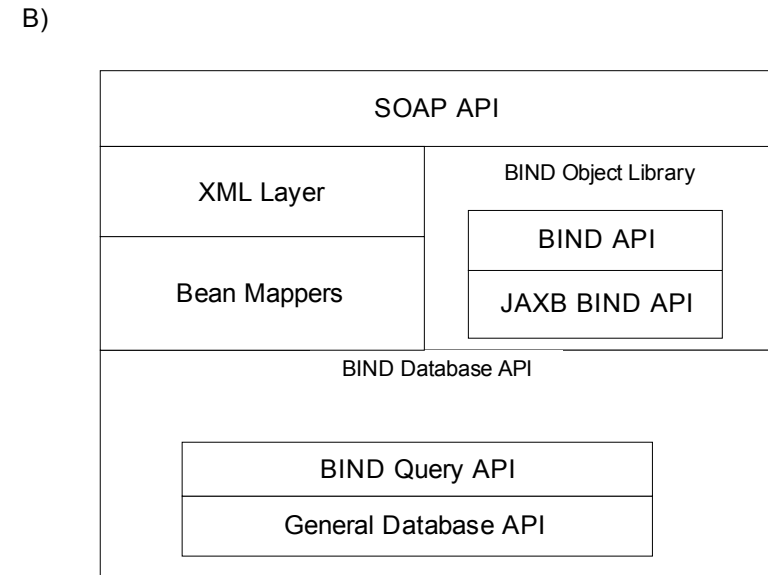 B)
SOAP API
XML Layer
Bean Mappers
BIND Object Library
BIND API
JAXB BIND API
BIND Database API
BIND Query API
General Database API